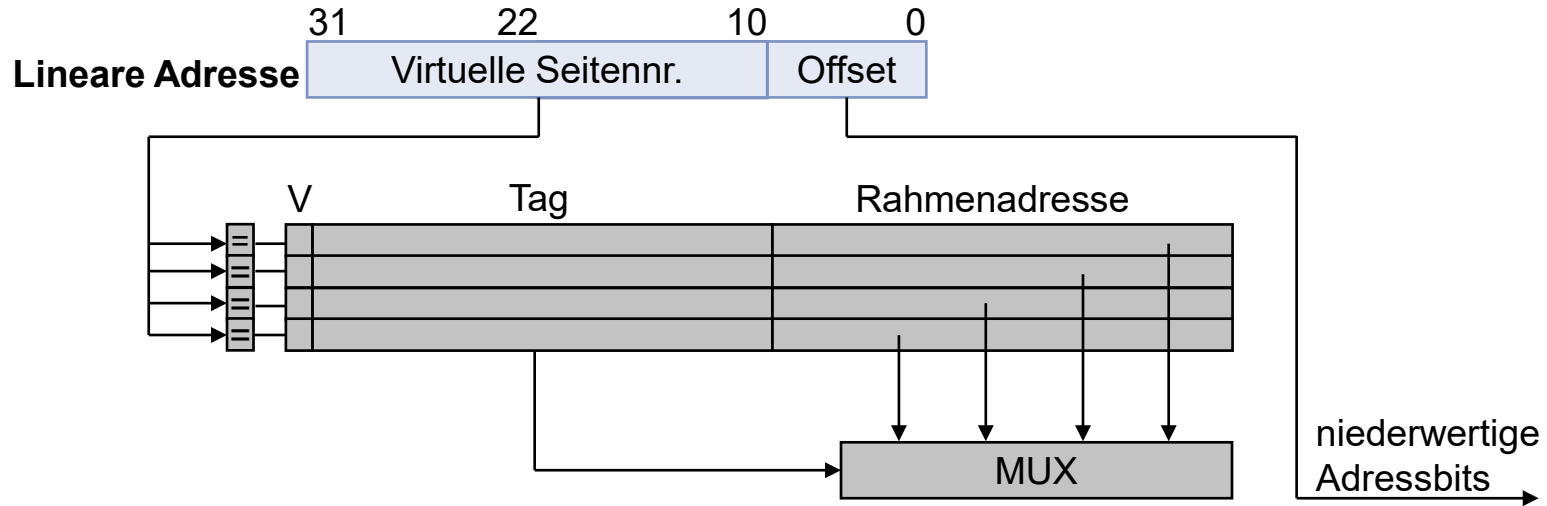 31 22 10 0
Lineare Adresse Virtuelle Seitennr. Offset
V Tag Rahmenadresse
=
=
=
=
niederwertige
MUX
Adressbits